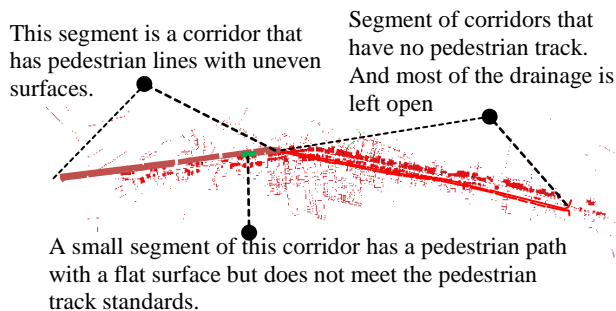 This segment is a corridor that
has pedestrian lines with uneven
surfaces.
Segment of corridors that
have no pedestrian track.
And most of the drainage is
left open
A small segment of this corridor has a pedestrian path
with a flat surface but does not meet the pedestrian
track standards.